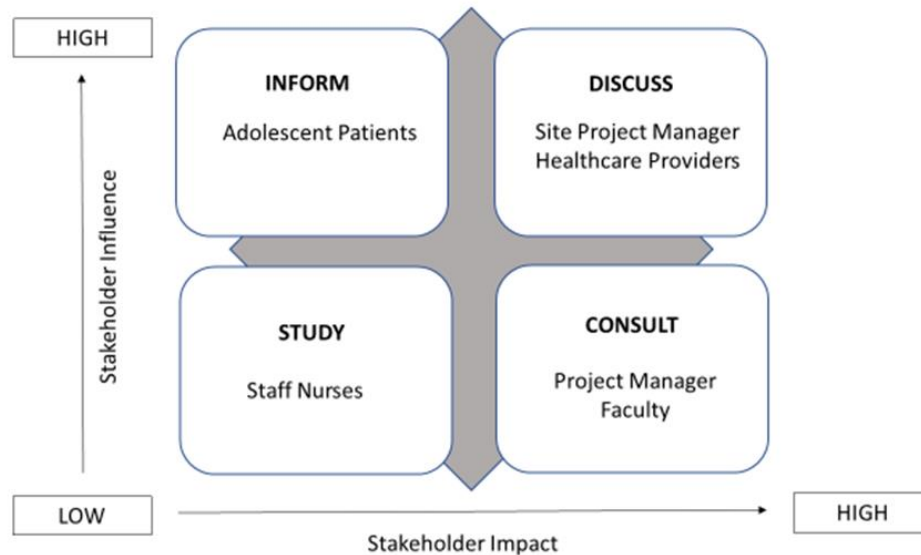 HIGH
INFORM
Adolescent Patients
DISCUSS
Site Project Manager
Healthcare Providers
Stakeholder Influence
STUDY
Staff Nurses
CONSULT
Project Manager
Faculty
LOW
HIGH
Stakeholder Impact